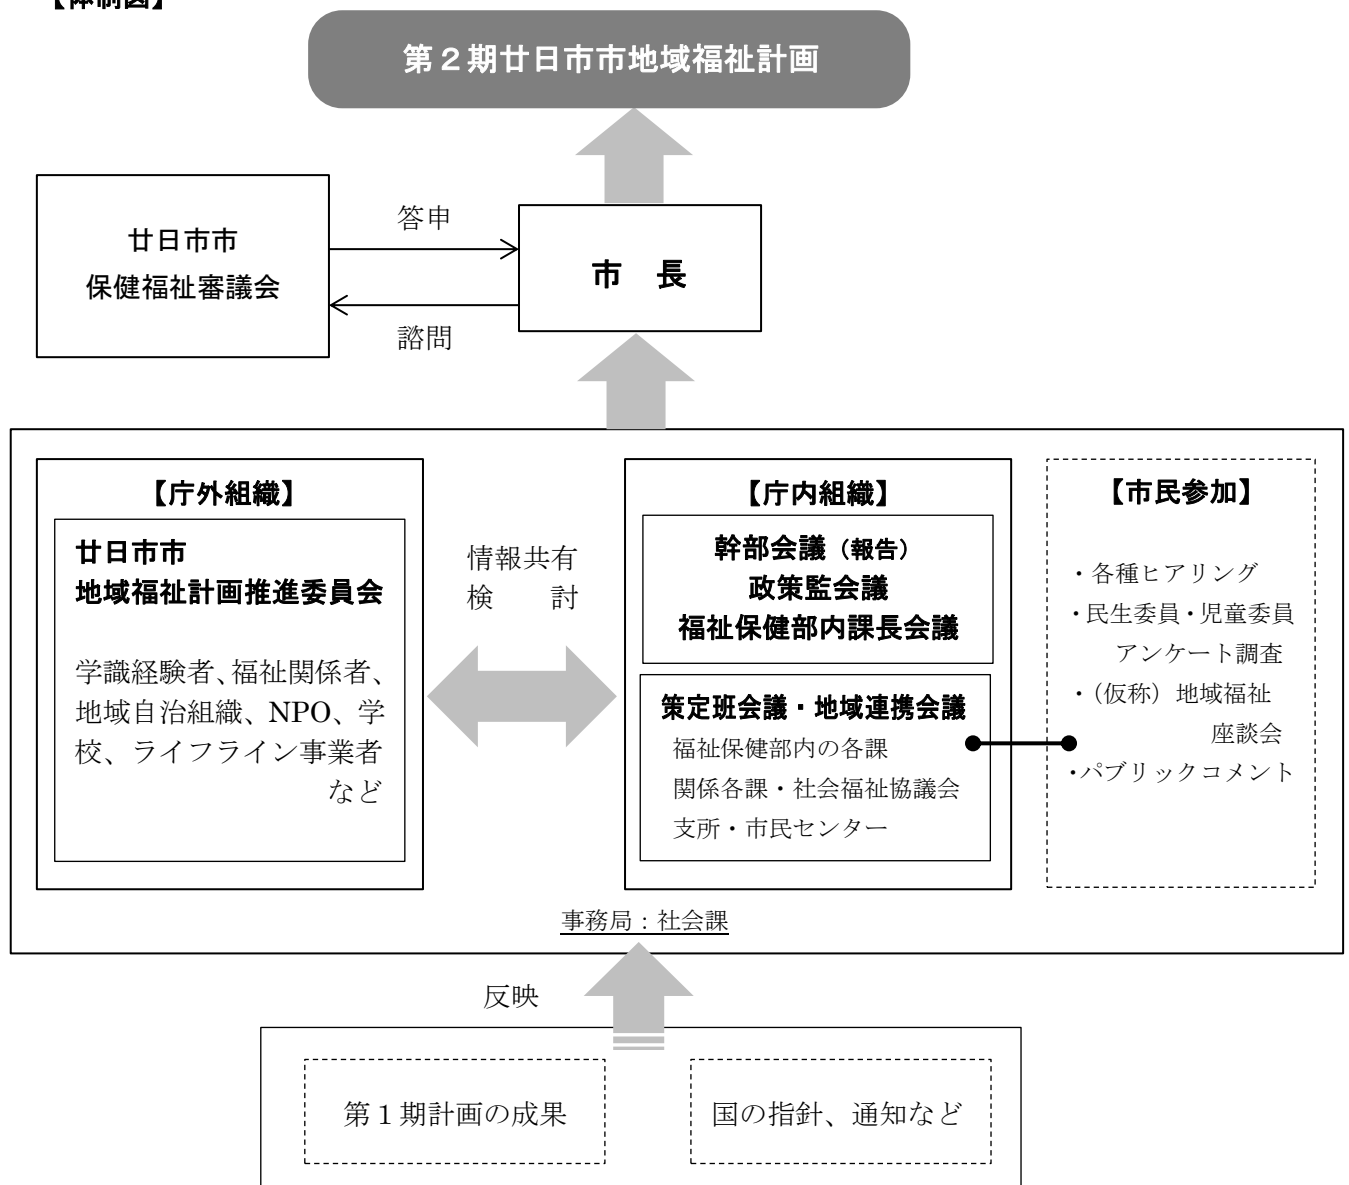 【体制図】
第２期廿日市市地域福祉計画
廿日市市
保健福祉審議会
答申
諮問
市　長
【庁外組織】
廿日市市
地域福祉計画推進委員会
学識経験者、福祉関係者、
地域自治組織、NPO、学
校、ライフライン事業者
など
情報共有
検　　討
【庁内組織】
幹部会議（報告）
政策監会議
福祉保健部内課長会議
策定班会議・地域連携会議
福祉保健部内の各課
関係各課・社会福祉協議会
支所・市民センター
【市民参加】
・各種ヒアリング
・民生委員・児童委員
アンケート調査
・（仮称）地域福祉
座談会
・パブリックコメント
事務局：社会課
反映
第１期計画の成果
国の指針、通知など